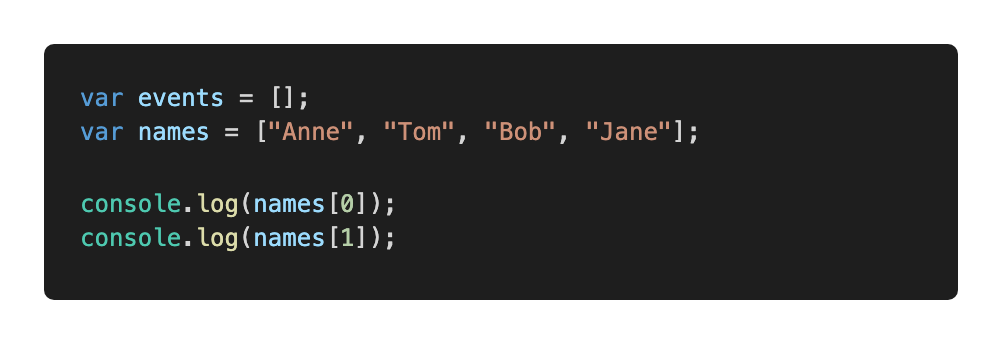 var events = [];
var names = ["Anne", "Tom", "Bob", "Jane"];
console.log(names[0]);
console.log(names[1]);